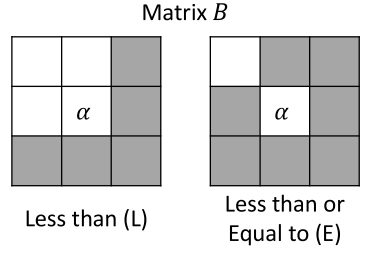 Matrix B
α
α
Less than (L)
Less than or
Equal to (E)